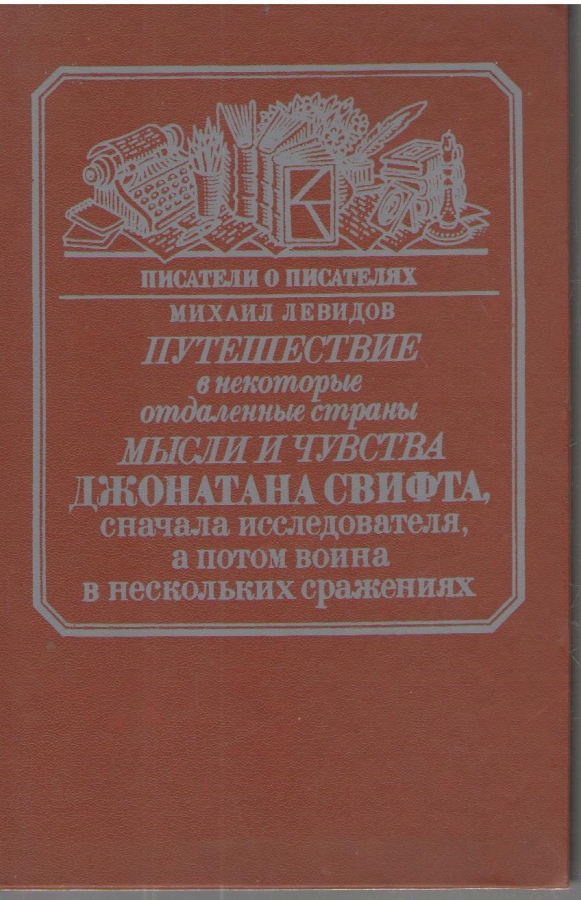 ПИСАТЕЛИ О ПИСАТЕЛЯХ
МИХАИЛ ЛЕВИДОВ
ПУТЕШЕСТВИЕ
в некоторые
отдаленные страны
МЫСЛИ И ЧУВСТВА
ДЖОНАТАНА СВИФТА,
сначала исследователя,
а потом воина
в нескольких сражениях